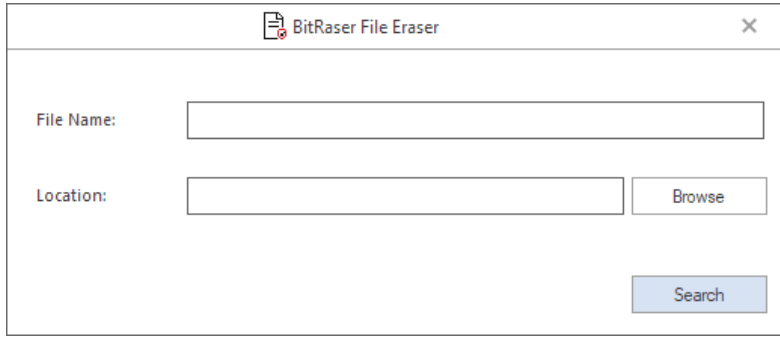 BitRaser File Eraser
File Name:
Location:
Browse
Search